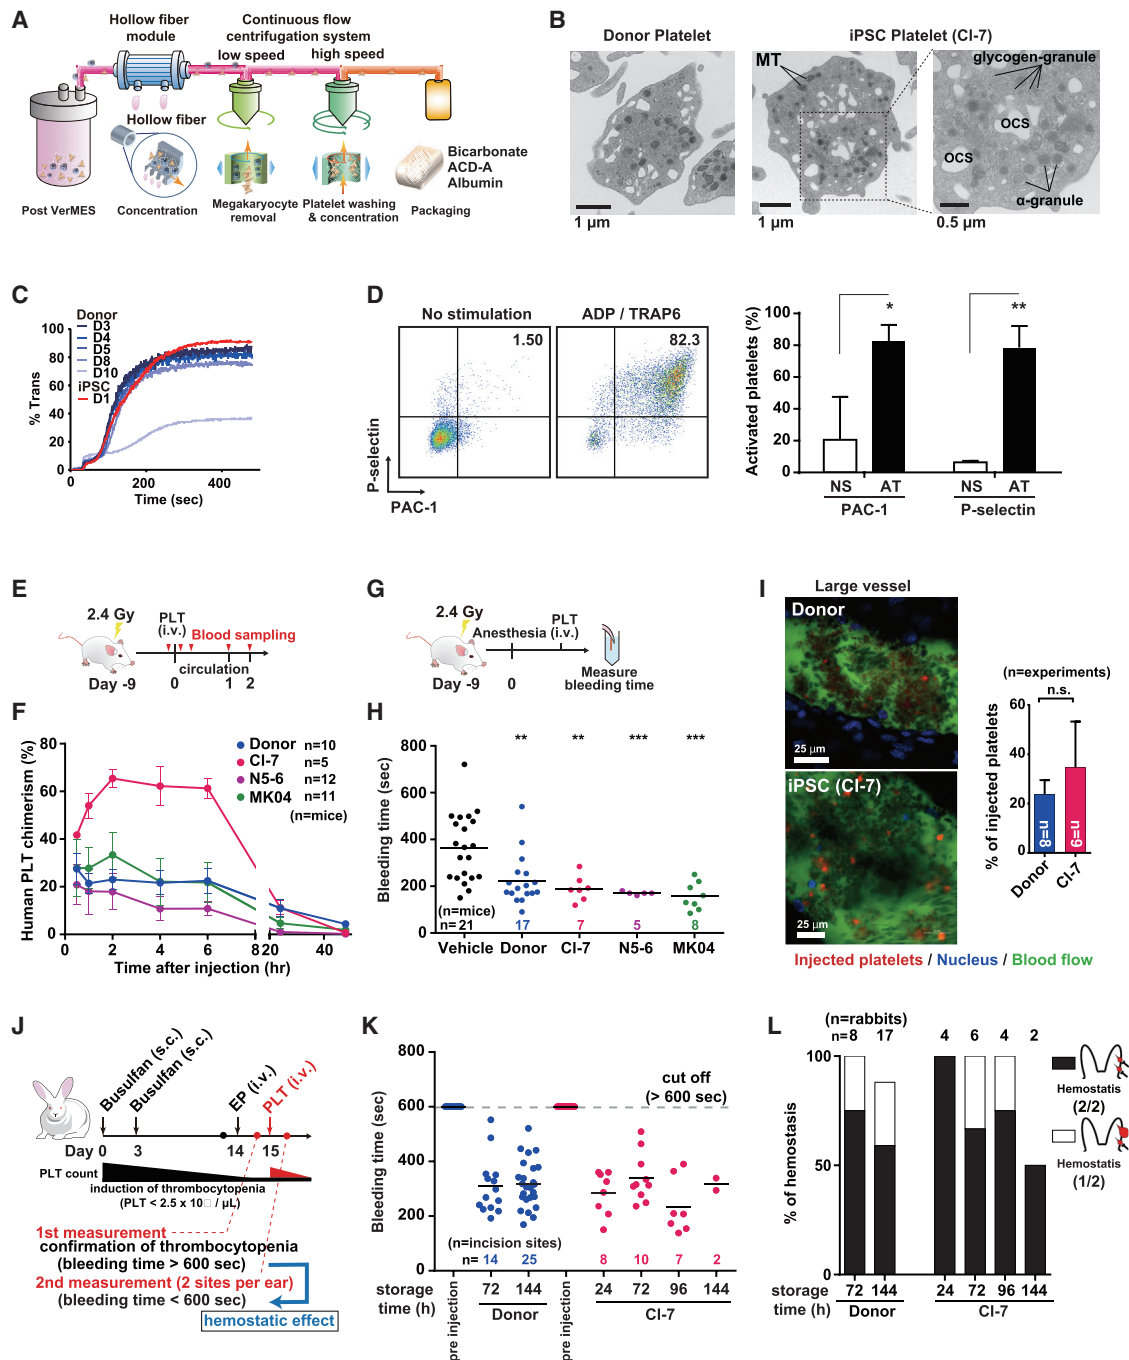 A
Hollow fiber
module
Continuous flow
centrifugation system
low speed
high speed
Hollow fiber
Bicarbonate
ACD-A
Albumin
Post VerMES
Concentration
Megakaryocyte
removal
Platelet washing
& concentration
Packaging
B
Donor Platelet
iPSC Platelet (Cl-7)
MT
glycogen-granule
OCS
OCS
α-granule
1 µm
1 µm
0.5 µm
C
Donor
D3
D4
D5
D8
D10
iPSC
D1
% Trans
100
80
60
40
20
0
0
200
400
Time (sec)
D
No stimulation
ADP / TRAP6
1.50
82.3
P-selectin
PAC-1
Activated platelets (%)
100
80
60
40
20
0
*
**
NS
AT
NS
AT
PAC-1
P-selectin
E
2.4 Gy
PLT
(i.v.)
Blood sampling
circulation
Day -9
0
1
2
F
Human PLT chimerism (%)
80
60
40
20
0
Donor n=10
Cl-7 n=5
N5-6 n=12
MK04 n=11
(n=mice)
0
2
4
6
8
20
40
Time after injection (hr)
G
2.4 Gy
Anesthesia
PLT
(i.v.)
Day -9
0
Measure
bleeding time
H
Bleeding time (sec)
800
600
400
200
0
**
**
***
***
(n=mice)
n= 21
17
7
5
8
Vehicle
Donor
Cl-7
N5-6
MK04
I
Large vessel
Donor
25 µm
iPSC (Cl-7)
25 µm
Injected platelets / Nucleus / Blood flow
(n=experiments)
n.s.
% of injected platelets
60
40
20
0
n=8
n=9
Donor
Cl-7
J
Busulfan (s.c.)
Busulfan (s.c.)
EP (i.v.)
PLT (i.v.)
Day 0
3
14
15
PLT count
induction of thrombocytopenia
(PLT < 2.5 x 10□ / µL)
1st measurement
confirmation of thrombocytopenia
(bleeding time > 600 sec)
2nd measurement (2 sites per ear)
(bleeding time < 600 sec)
hemostatic effect
K
Bleeding time (sec)
800
600
400
200
0
cut off
(> 600 sec)
(n=incision sites)
n= 14
25
8
10
7
2
storage
time (h)
pre injection
72
144
pre injection
24
72
96
144
Donor
Cl-7
L
(n=rabbits)
n=8
17
4
6
4
2
% of hemostasis
100
50
0
storage
time (h)
72
144
24
72
96
144
Donor
Cl-7
Hemostatis
(2/2)
Hemostatis
(1/2)